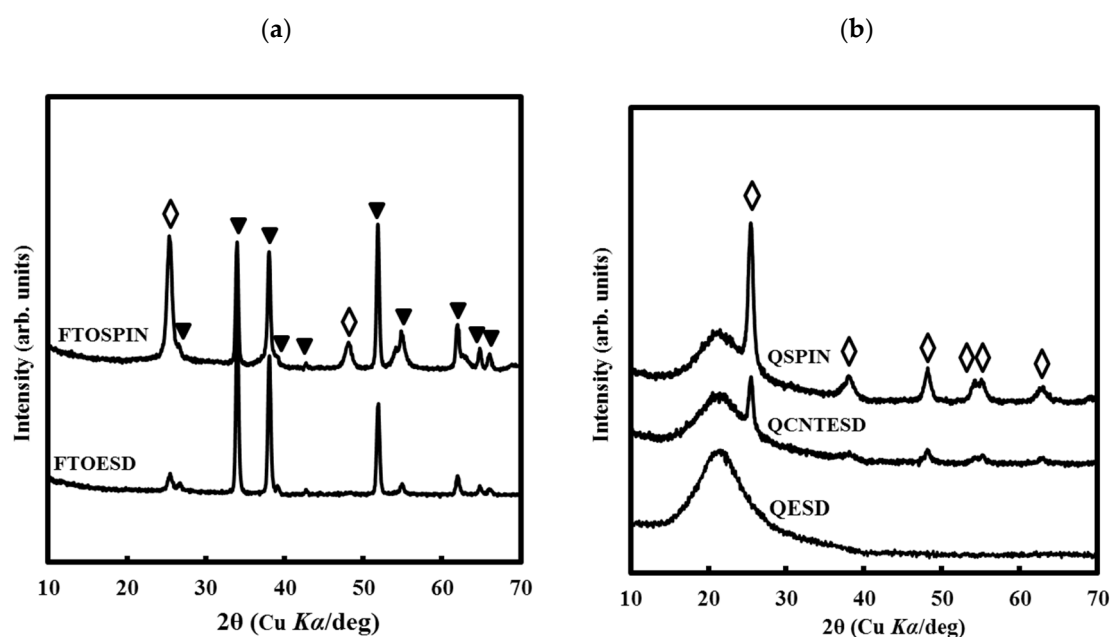 (a)
Intensity (arb. units)
FTOSPIN
FTOESD
10 20 30 40 50 60 70
2θ (Cu Kα/deg)
(b)
Intensity (arb. units)
QSPIN
QCNTESD
QESD
10 20 30 40 50 60 70
2θ (Cu Kα/deg)